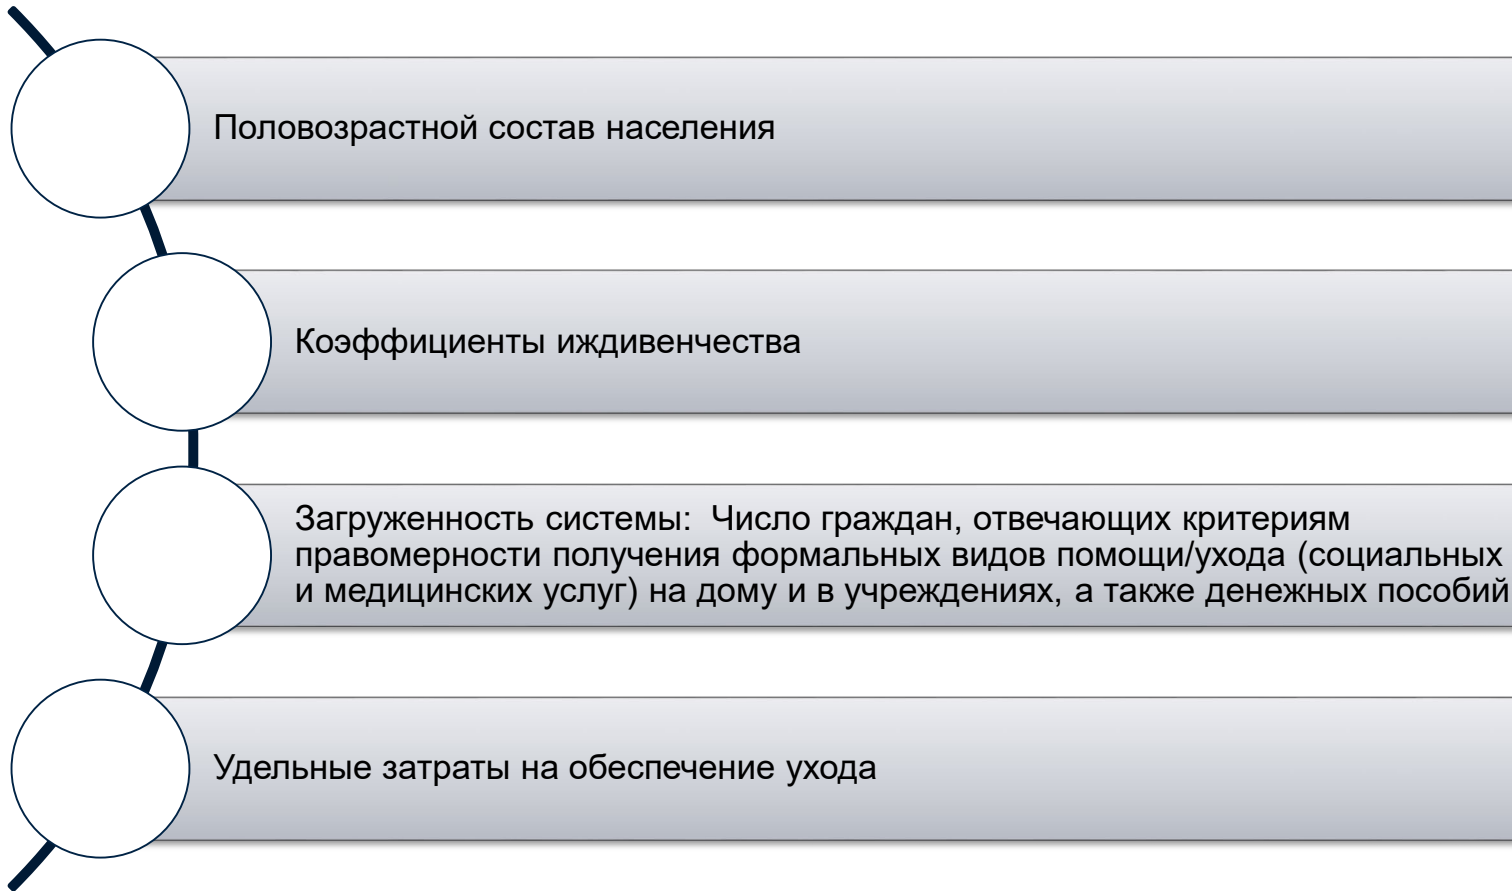 Половозрастной состав населения
Коэффициенты иждивенчества
Загруженность системы:  Число граждан, отвечающих критериям
правомерности получения формальных видов помощи/ухода (социальных
и медицинских услуг) на дому и в учреждениях, а также денежных пособий
Удельные затраты на обеспечение ухода